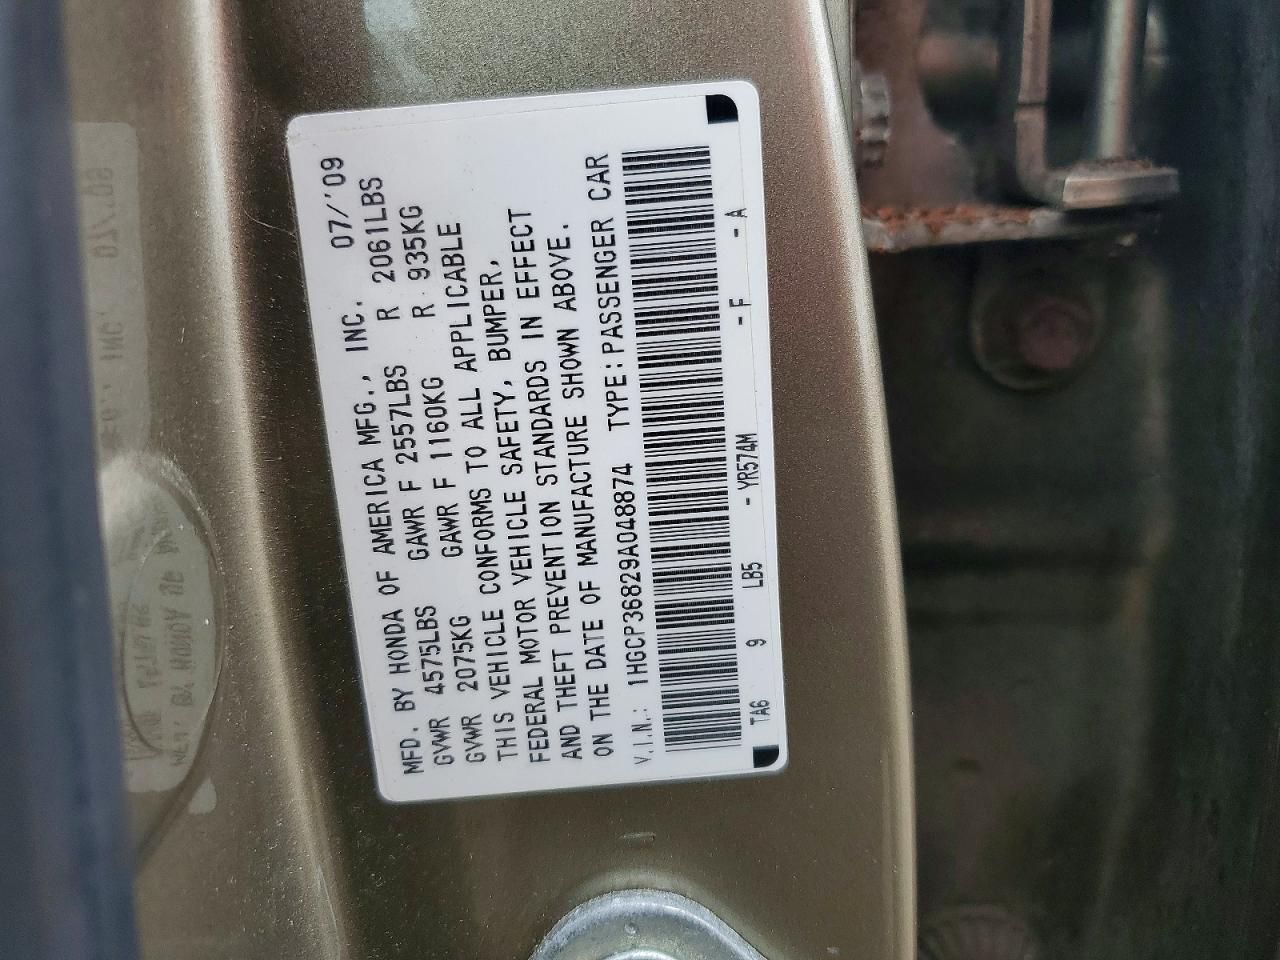 MFD. BY HONDA OF AMERICA MFG., INC. 07/'09
GVWR 4575LBS GAWR F 2557LBS R 2061LBS
GVWR 2075KG GAWR F 1160KG R 935KG
THIS VEHICLE CONFORMS TO ALL APPLICABLE
FEDERAL MOTOR VEHICLE SAFETY, BUMPER,
AND THEFT PREVENTION STANDARDS IN EFFECT
ON THE DATE OF MANUFACTURE SHOWN ABOVE.
V.I.N.: 1HGCP36829A048874 TYPE:PASSENGER CAR
TA6 9 LB5 - YR574M - F - A